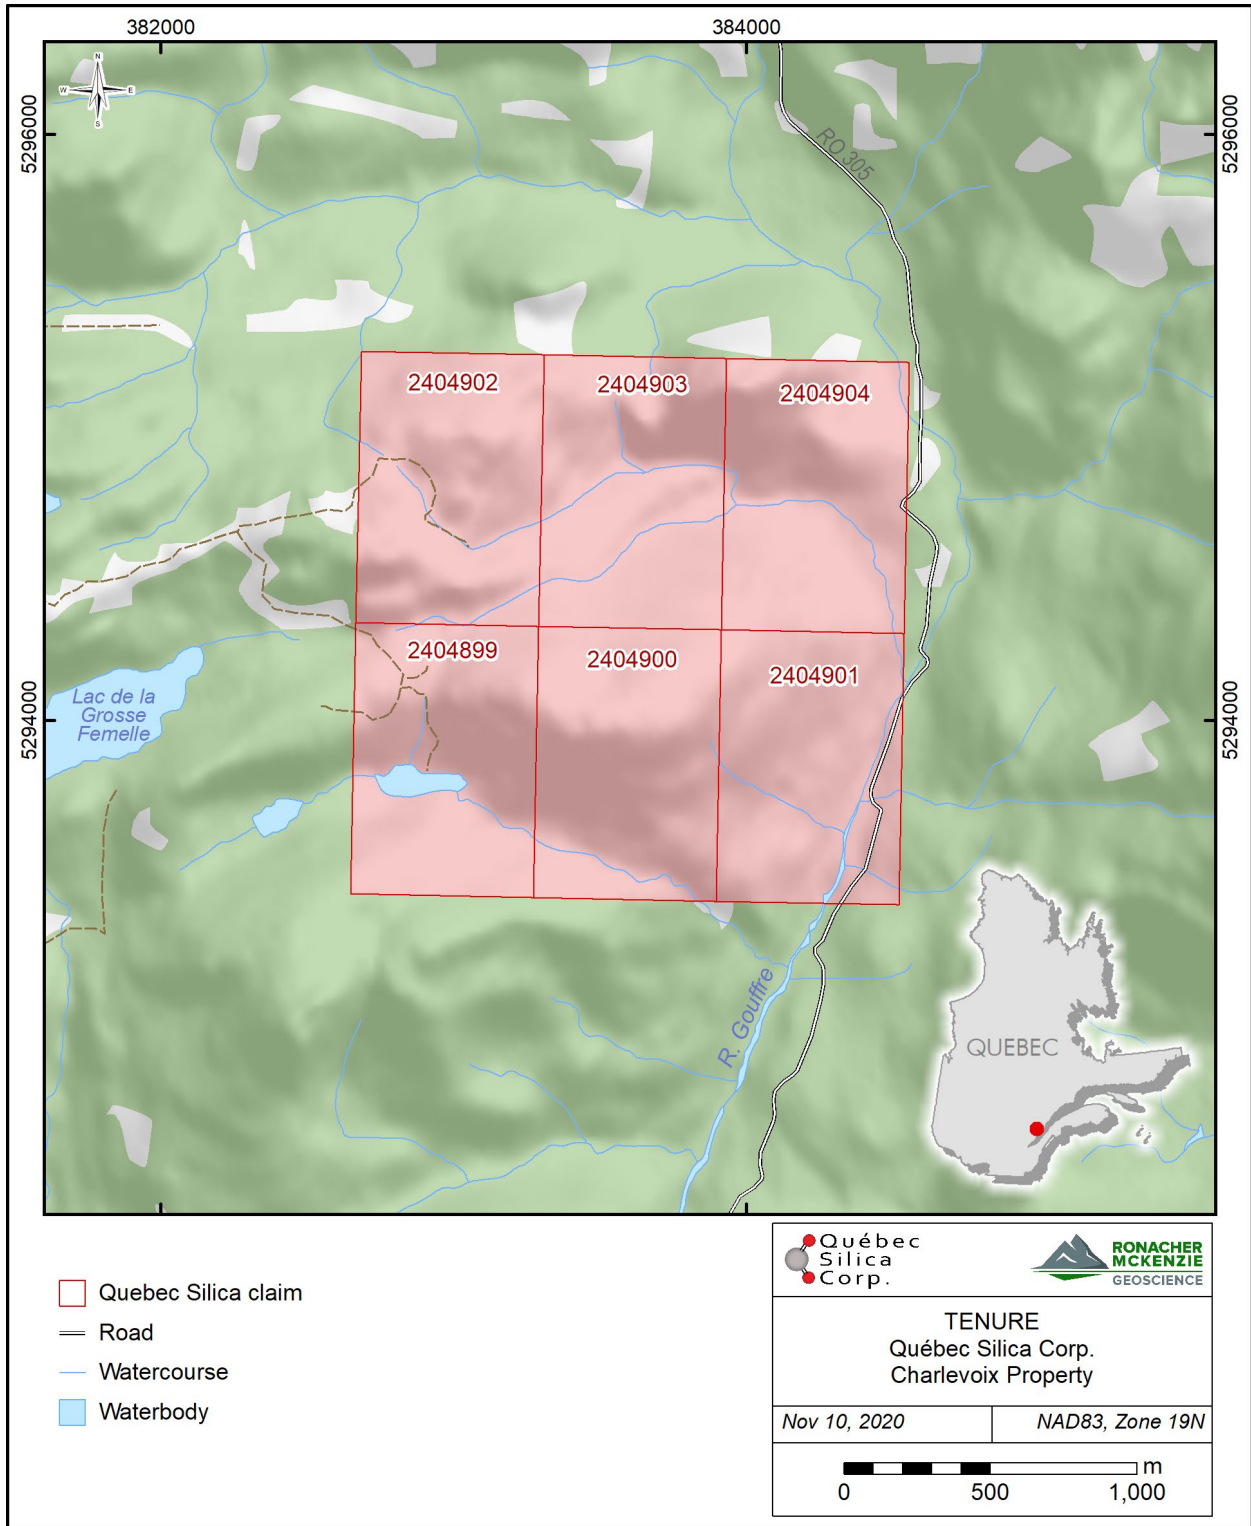 382000
384000
N
W
E
S
5296000
5296000
RO 305
2404902
2404903
2404904
2404899
2404900
2404901
Lac de la
Grosse
Femelle
5294000
5294000
R. Gouffre
QUEBEC
Quebec Silica claim
Road
Watercourse
Waterbody
Québec
Silica
Corp.
RONACHER
MCKENZIE
GEOSCIENCE
TENURE
Québec Silica Corp.
Charlevoix Property
Nov 10, 2020
NAD83, Zone 19N
m
0
500
1,000